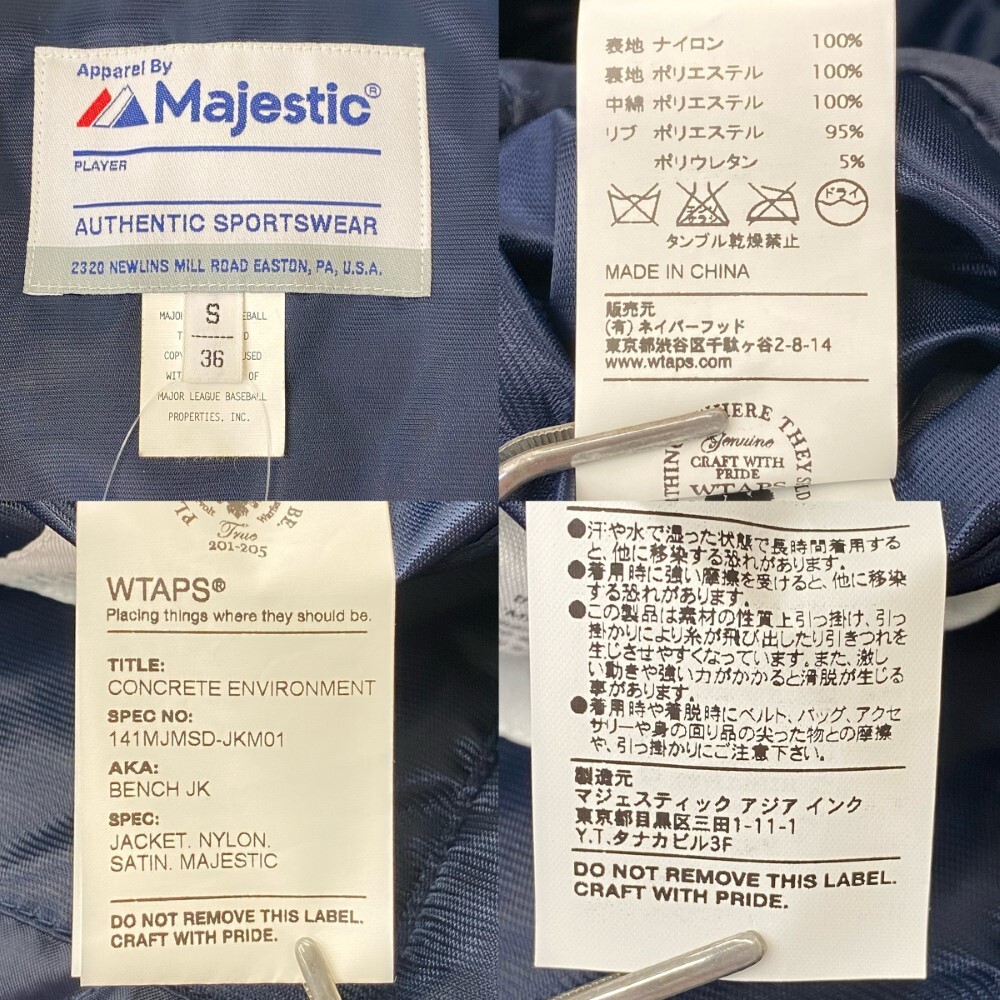 Apparel By
Majestic®
PLAYER
AUTHENTIC SPORTSWEAR
2320 NEWLINS MILL ROAD EASTON, PA, U.S.A.
S
36
MAJOR LEAGUE BASEBALL
PROPERTIES, INC.
表地 ナイロン 100%
裏地 ポリエステル 100%
中綿 ポリエステル 100%
リブ ポリエステル 95%
ポリウレタン 5%
ドライ
タンブル乾燥禁止
MADE IN CHINA
販売元
(有) ネイバーフッド
東京都渋谷区千駄ヶ谷2-8-14
www.wtaps.com
WHERE THEY
Genuine
CRAFT WITH
PRIDE
WTAPS
BE.
True
201-205
WTAPS®
Placing things where they should be.
TITLE:
CONCRETE ENVIRONMENT
SPEC NO:
141MJMSD-JKM01
AKA:
BENCH JK
SPEC:
JACKET. NYLON.
SATIN. MAJESTIC
DO NOT REMOVE THIS LABEL.
CRAFT WITH PRIDE.
●汗や水で湿った状態で長時間着用する
と、他に移染する恐れがあります。
●着用時に強い摩擦を受けると、他に移染
する恐れがあります。
●この製品は素材の性質上引っ掛け、引っ
掛かりにより糸が飛び出したり引きつれを
生じさせやすくなっています。また、激し
い動きや強い力がかかると滑脱が生じる
事があります。
●着用時や着脱時にベルト、バッグ、アクセ
サリーや身の回り品の尖った物との摩擦
や、引っ掛かりにご注意下さい。
製造元
マジェスティック アジア インク
東京都目黒区三田1-11-1
Y.T.タナカビル3F
DO NOT REMOVE THIS LABEL.
CRAFT WITH PRIDE.